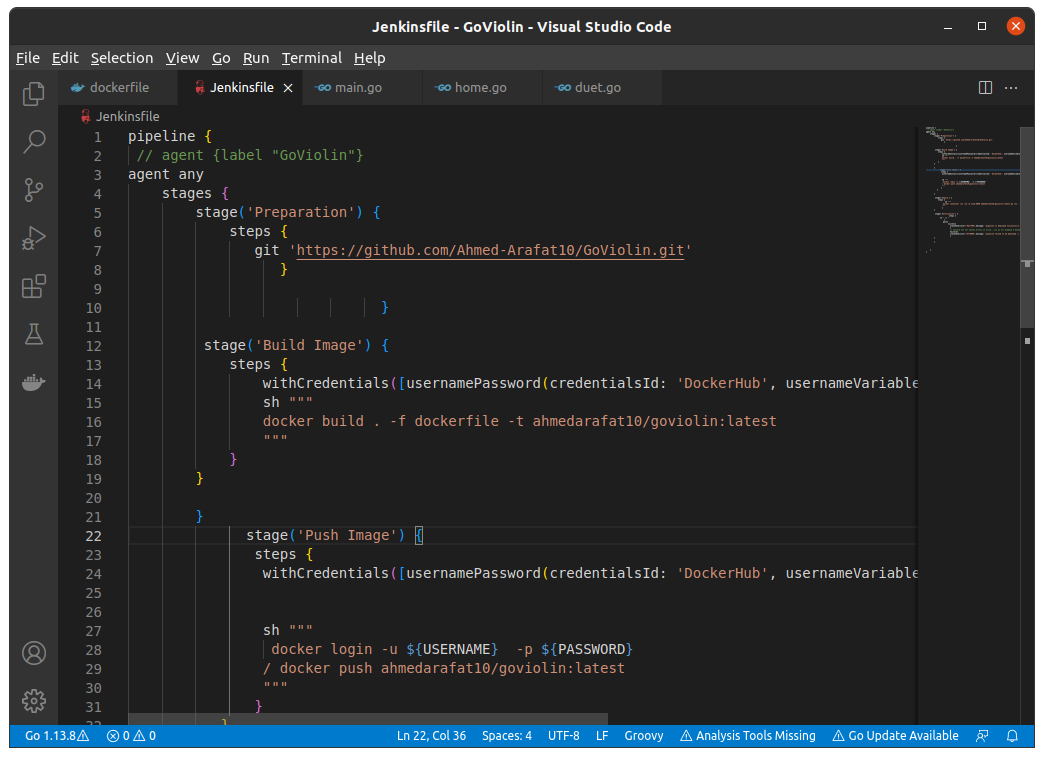 Jenkinsfile - GoViolin - Visual Studio Code
File Edit Selection View Go Run Terminal Help
dockerfile Jenkinsfile main.go home.go duet.go
Jenkinsfile
1 pipeline {
2 // agent {label "GoViolin"}
3 agent any
4 stages {
5 stage('Preparation') {
6 steps {
7 git 'https://github.com/Ahmed-Arafat10/GoViolin.git'
8 }
9
10 }
11
12 stage('Build Image') {
13 steps {
14 withCredentials([usernamePassword(credentialsId: 'DockerHub', usernameVariable
15 sh """
16 docker build . -f dockerfile -t ahmedarafat10/goviolin:latest
17 """
18 }
19 }
20
21 }
22 stage('Push Image') {
23 steps {
24 withCredentials([usernamePassword(credentialsId: 'DockerHub', usernameVariable
25
26
27 sh """
28 docker login -u ${USERNAME}  -p ${PASSWORD}
29 / docker push ahmedarafat10/goviolin:latest
30 """
31 }
32 }
Go 1.13.8 0 0 Ln 22, Col 36 Spaces: 4 UTF-8 LF Groovy Analysis Tools Missing Go Update Available